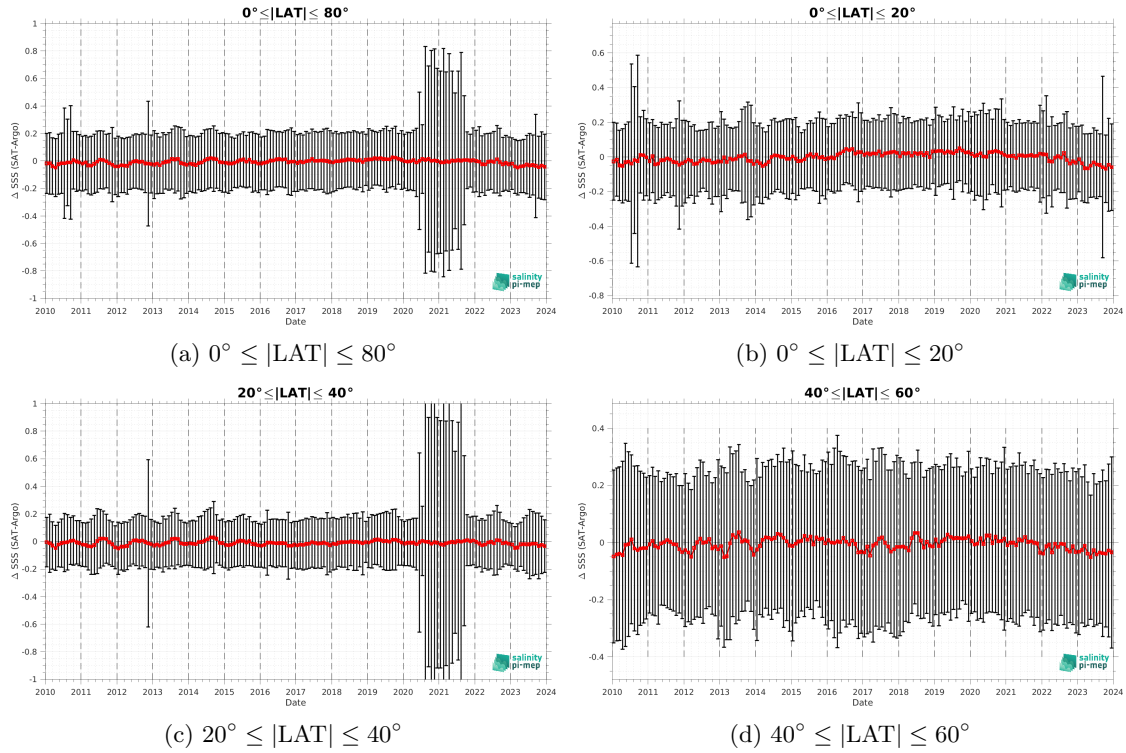 0°≤|LAT|≤ 80°
Δ SSS (SAT-Argo)
1
0.8
0.6
0.4
0.2
0
-0.2
-0.4
-0.6
-0.8
-1
2010 2011 2012 2013 2014 2015 2016 2017 2018 2019 2020 2021 2022 2023 2024
Date
salinity
pi-mep
(a) 0° ≤ |LAT| ≤ 80°
0°≤|LAT|≤ 20°
Δ SSS (SAT-Argo)
0.6
0.4
0.2
0
-0.2
-0.4
-0.6
-0.8
2010 2011 2012 2013 2014 2015 2016 2017 2018 2019 2020 2021 2022 2023 2024
Date
salinity
pi-mep
(b) 0° ≤ |LAT| ≤ 20°
20°≤|LAT|≤ 40°
Δ SSS (SAT-Argo)
1
0.8
0.6
0.4
0.2
0
-0.2
-0.4
-0.6
-0.8
-1
2010 2011 2012 2013 2014 2015 2016 2017 2018 2019 2020 2021 2022 2023 2024
Date
salinity
pi-mep
(c) 20° ≤ |LAT| ≤ 40°
40°≤|LAT|≤ 60°
Δ SSS (SAT-Argo)
0.4
0.2
0
-0.2
-0.4
2010 2011 2012 2013 2014 2015 2016 2017 2018 2019 2020 2021 2022 2023 2024
Date
salinity
pi-mep
(d) 40° ≤ |LAT| ≤ 60°